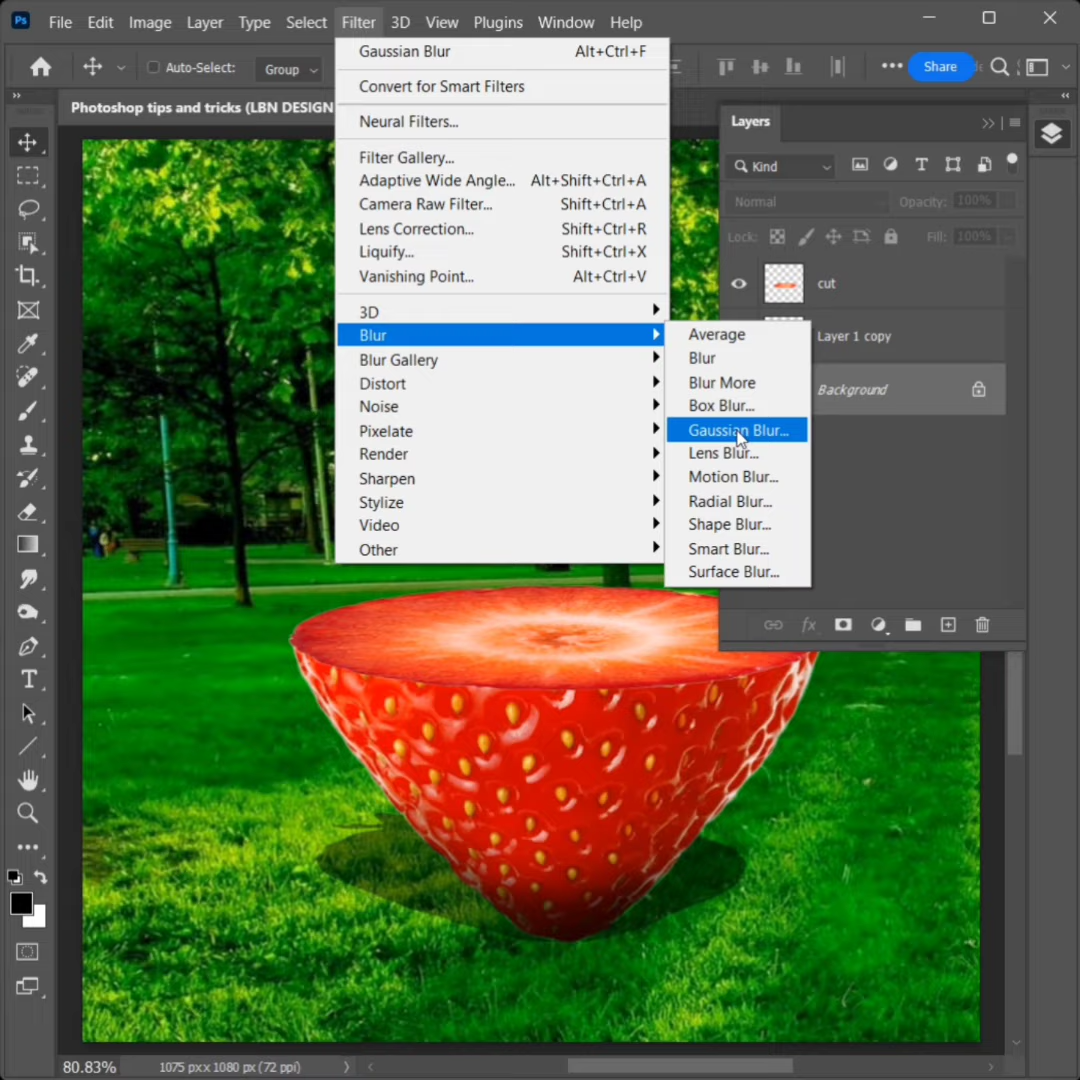 Ps File Edit Image Layer Type Select Filter 3D View Plugins Window Help
Auto-Select: Group
Share
Photoshop tips and tricks (LBN DESIGN
Gaussian Blur Alt+Ctrl+F
Convert for Smart Filters
Neural Filters...
Filter Gallery...
Adaptive Wide Angle... Alt+Shift+Ctrl+A
Camera Raw Filter... Shift+Ctrl+A
Lens Correction... Shift+Ctrl+R
Liquify... Shift+Ctrl+X
Vanishing Point... Alt+Ctrl+V
3D
Blur
Blur Gallery
Distort
Noise
Pixelate
Render
Sharpen
Stylize
Video
Other
Average
Blur
Blur More
Box Blur...
Gaussian Blur...
Lens Blur...
Motion Blur...
Radial Blur...
Shape Blur...
Smart Blur...
Surface Blur...
Layers
Kind
Normal Opacity: 100%
Lock: Fill: 100%
cut
Layer 1 copy
Background
80.83% 1075 px x 1080 px (72 ppi)